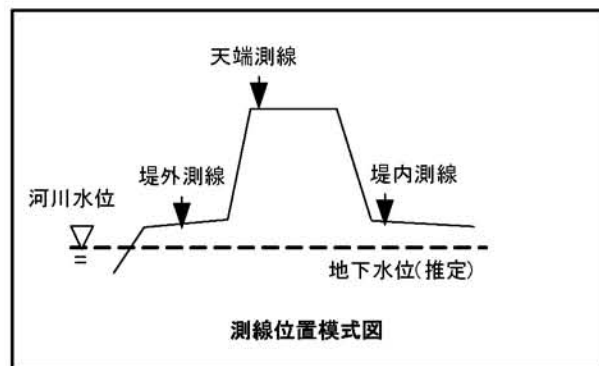 天端測線
堤外測線
堤内測線
河川水位
地下水位(推定)
測線位置模式図